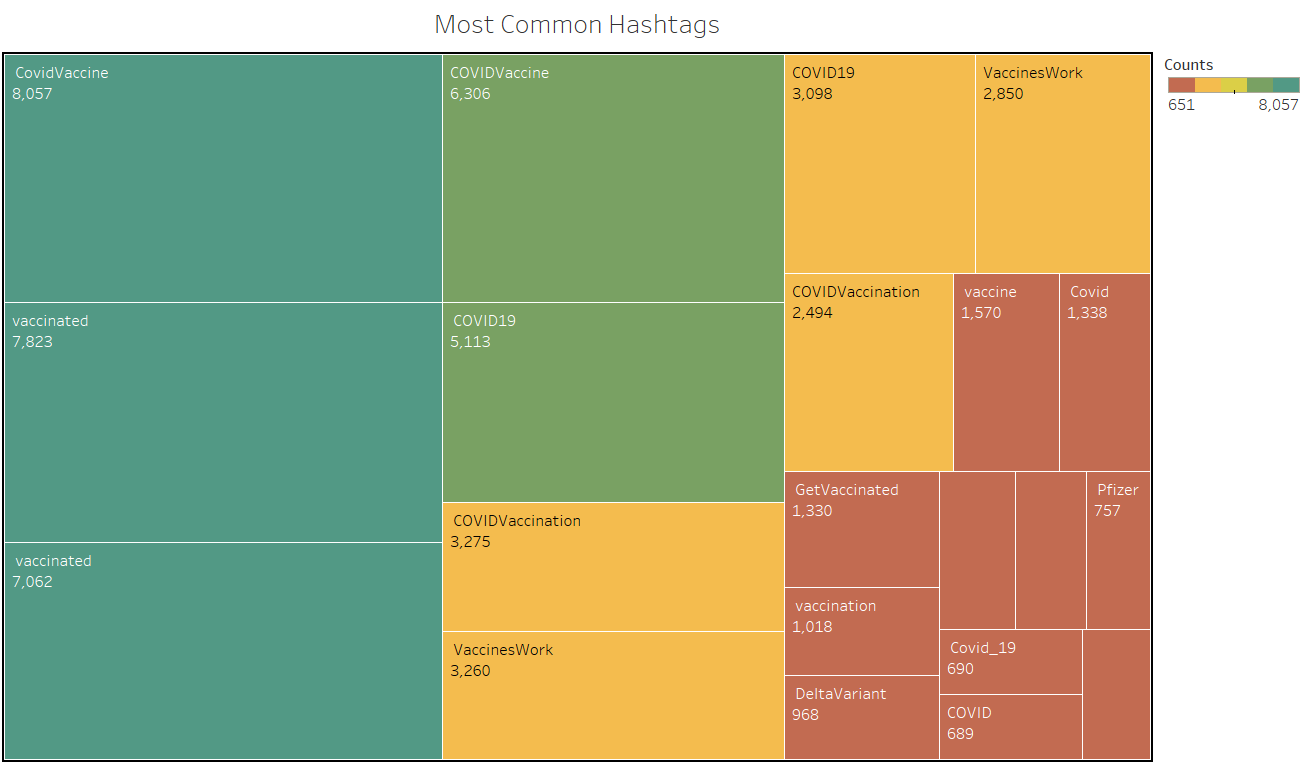 Most Common Hashtags
CovidVaccine
8,057
vaccinated
7,823
vaccinated
7,062
COVIDVaccine
6,306
COVID19
5,113
COVIDVaccination
3,275
VaccinesWork
3,260
COVID19
3,098
VaccinesWork
2,850
COVIDVaccination
2,494
vaccine
1,570
Covid
1,338
GetVaccinated
1,330
vaccination
1,018
DeltaVariant
968
Pfizer
757
Covid_19
690
COVID
689
Counts
651 8,057